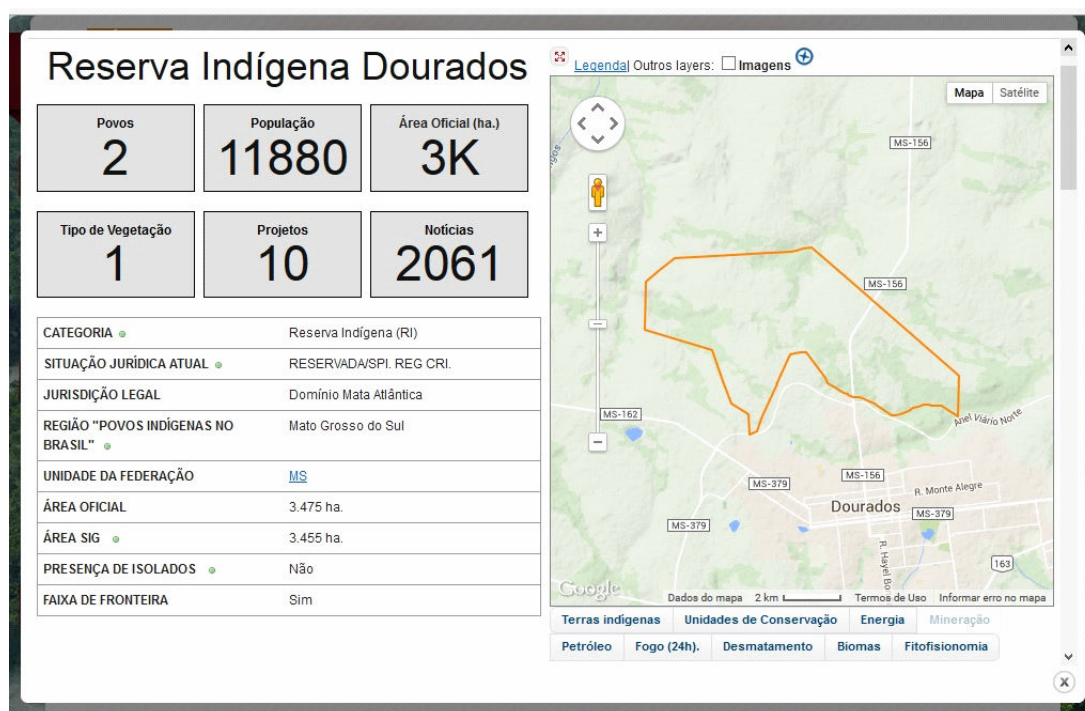 Reserva Indígena Dourados
Povos
2
População
11880
Área Oficial (ha.)
3K
Tipo de Vegetação
1
Projetos
10
Notícias
2061
CATEGORIA Reserva Indígena (RI)
SITUAÇÃO JURÍDICA ATUAL RESERVADA/SPI. REG CRI.
JURISDIÇÃO LEGAL Domínio Mata Atlântica
REGIÃO "POVOS INDÍGENAS NO Mato Grosso do Sul
BRASIL"
UNIDADE DA FEDERAÇÃO MS
ÁREA OFICIAL 3.475 ha.
ÁREA SIG 3.455 ha.
PRESENÇA DE ISOLADOS Não
FAIXA DE FRONTEIRA Sim
Legenda| Outros layers: Imagens
Mapa Satélite
MS-156
MS-156
MS-162
Anel Viário Norte
MS-379
MS-156
R. Monte Alegre
Dourados
MS-379
MS-379
R. Hayel Bo
163
Google
Dados do mapa 2 km Termos de Uso Informar erro no mapa
Terras indígenas Unidades de Conservação Energia Mineração
Petróleo Fogo (24h). Desmatamento Biomas Fitofisionomia
x